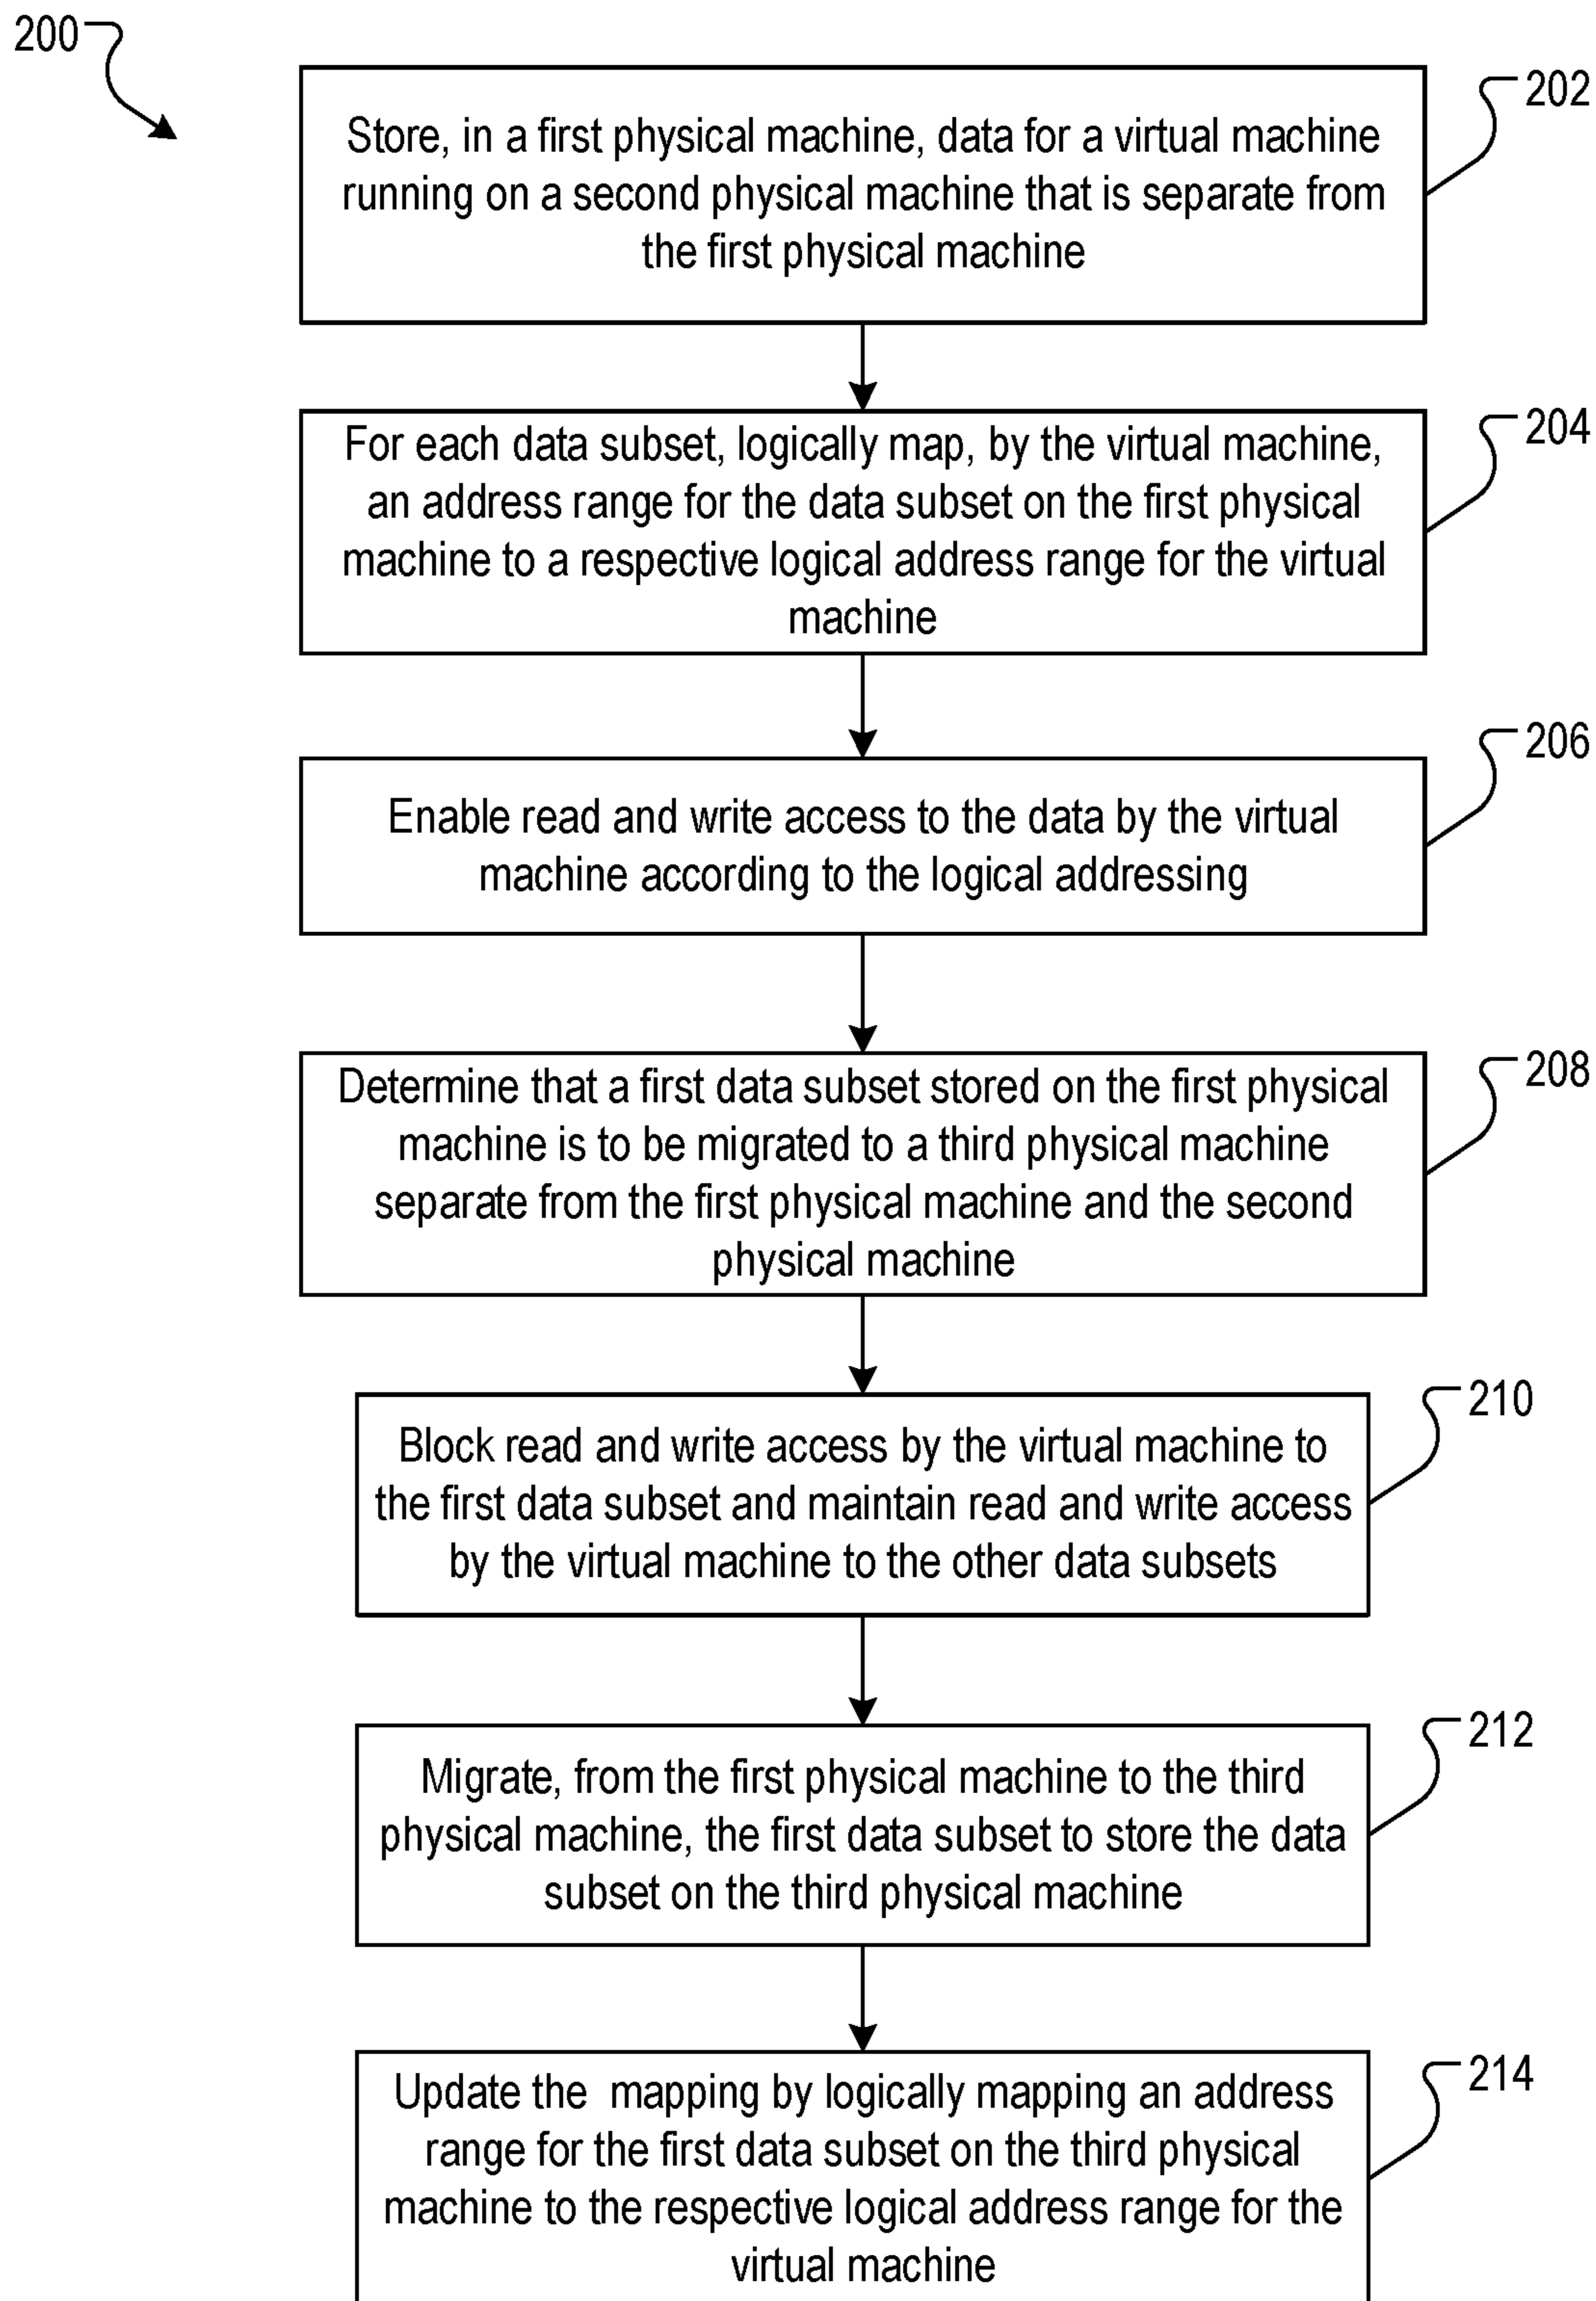 200
202
Store, in a first physical machine, data for a virtual machine
running on a second physical machine that is separate from
the first physical machine
204
For each data subset, logically map, by the virtual machine,
an address range for the data subset on the first physical
machine to a respective logical address range for the virtual
machine
206
Enable read and write access to the data by the virtual
machine according to the logical addressing
208
Determine that a first data subset stored on the first physical
machine is to be migrated to a third physical machine
separate from the first physical machine and the second
physical machine
210
Block read and write access by the virtual machine to
the first data subset and maintain read and write access
by the virtual machine to the other data subsets
212
Migrate, from the first physical machine to the third
physical machine, the first data subset to store the data
subset on the third physical machine
214
Update the mapping by logically mapping an address
range for the first data subset on the third physical
machine to the respective logical address range for the
virtual machine